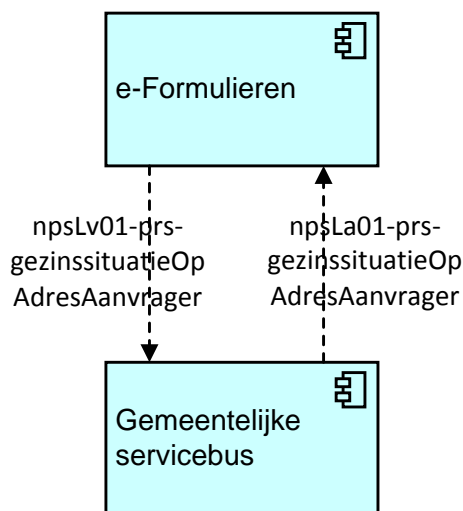 e-Formulieren
npsLv01-prs-
gezinssituatieOp
AdresAanvrager
npsLa01-prs-
gezinssituatieOp
AdresAanvrager
Gemeentelijke
servicebus